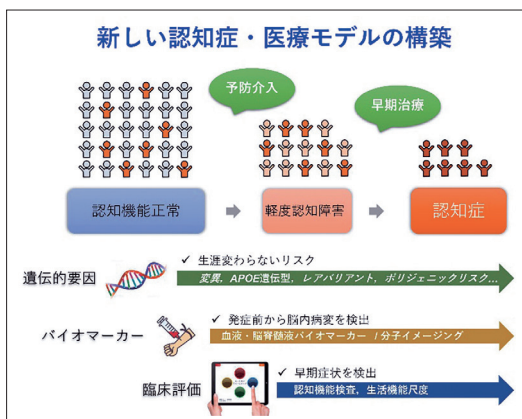 新しい認知症・医療モデルの構築
予防介入
早期治療
認知機能正常
軽度認知障害
認知症
遺伝的要因
✓ 生涯変わらないリスク
変異，APOE遺伝型，レアバリアント，ポリジェニックリスク...
バイオマーカー
✓ 発症前から脳内病変を検出
血液・脳脊髄液バイオマーカー / 分子イメージング
臨床評価
✓ 早期症状を検出
認知機能検査，生活機能尺度